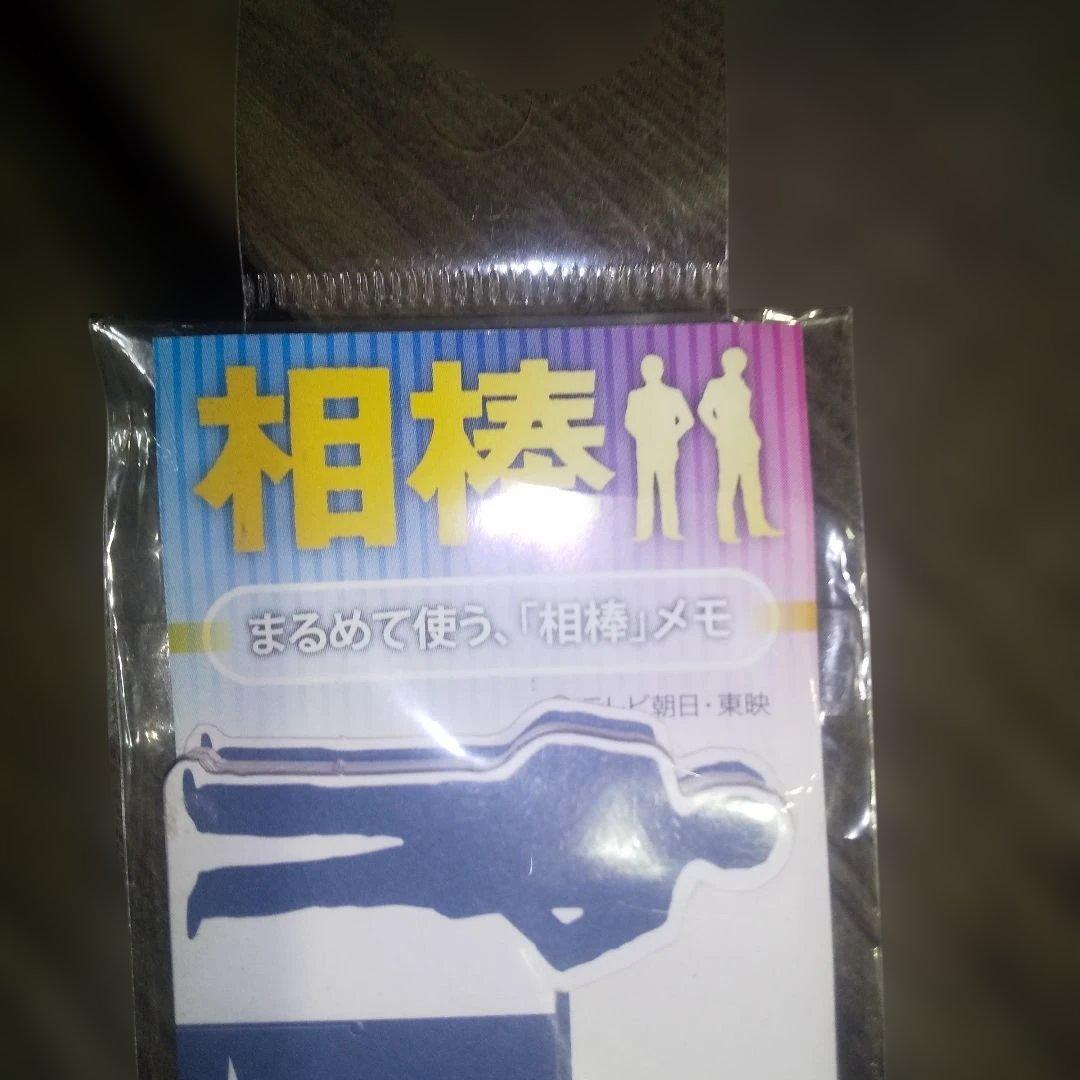 相棒
まるめて使う、「相棒」メモ
テレビ朝日・東映